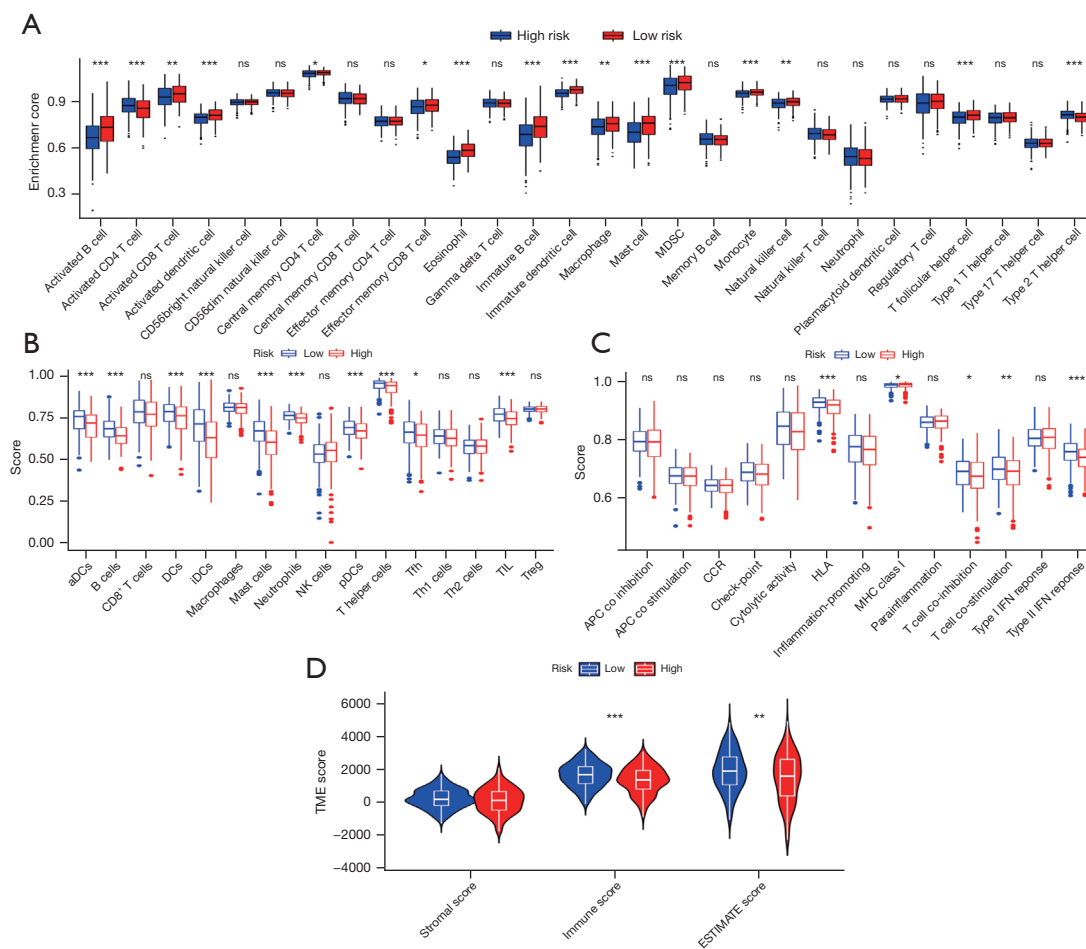 A
High risk Low risk
*** *** ** *** ns ns * ns ns * *** ns *** *** ** *** *** ns *** ** ns ns ns ns *** ns ns ***
Enrichenr core
0.9
0.6
0.3
Activated B cell
Activated CD4 T cell
Activated CD8 T cell
Activated dendritic cell
CD56bright natural killer cell
CD56dim natural killer cell
Central memory CD4 T cell
Central memory CD8 T cell
Effector memory CD4 T cell
Effector memory CD8 T cell
Eosinophil
Gamma delta T cell
Immature B cell
Immature dendritic cell
Macrophage
Mast cell
MDSC
Memory B cell
Monocyte
Natural killer cell
Natural killer T cell
Neutrophil
Plasmacytoid dendritic cell
Regulatory T cell
T follicular helper cell
Type 1 T helper cell
Type 17 T helper cell
Type 2 T helper cell
B
Risk Low High
*** *** ns *** *** ns *** *** ns *** *** * ns ns *** ns
Score
1.00
0.75
0.50
0.25
0.00
aDCs
B cells
CD8+ T cells
DCs
iDCs
Macrophages
Mast cells
Neutrophils
NK cells
pDCs
T helper cells
Tfh
Th1 cells
Th2 cells
TIL
Treg
C
Risk Low High
ns ns ns ns ns *** ns * ns * ** ns ***
Score
1.0
0.8
0.6
APC co inhibition
APC co stimulation
CCR
Check-point
Cytolytic activity
HLA
Inflammation-promoting
MHC class I
Parainflammation
T cell co-inhibition
T cell co-stimulation
Type I IFN reponse
Type II IFN reponse
D
Risk Low High
*** **
TME score
6000
4000
2000
0
−2000
−4000
Stromal score
Immune score
ESTIMATE score